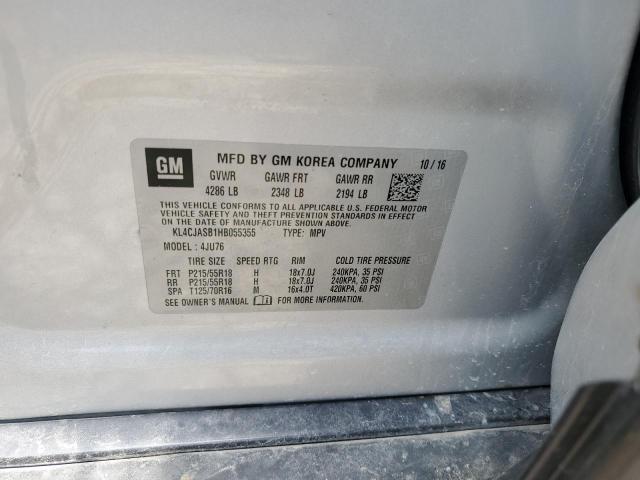 GM
MFD BY GM KOREA COMPANY 10 / 16
GVWR GAWR FRT GAWR RR
4286 LB 2348 LB 2194 LB
THIS VEHICLE CONFORMS TO ALL APPLICABLE U.S. FEDERAL MOTOR
VEHICLE SAFETY, BUMPER, AND THEFT PREVENTION STANDARDS
IN EFFECT ON THE DATE OF MANUFACTURE SHOWN ABOVE.
KL4CJASB1HB055355 TYPE: MPV
MODEL : 4JU76
TIRE SIZE SPEED RTG RIM COLD TIRE PRESSURE
FRT P215/55R18 H 18x7.0J 240KPA, 35 PSI
RR P215/55R18 H 18x7.0J 240KPA, 35 PSI
SPA T125/70R16 M 16x4.0T 420KPA, 60 PSI
SEE OWNER'S MANUAL FOR MORE INFORMATION.